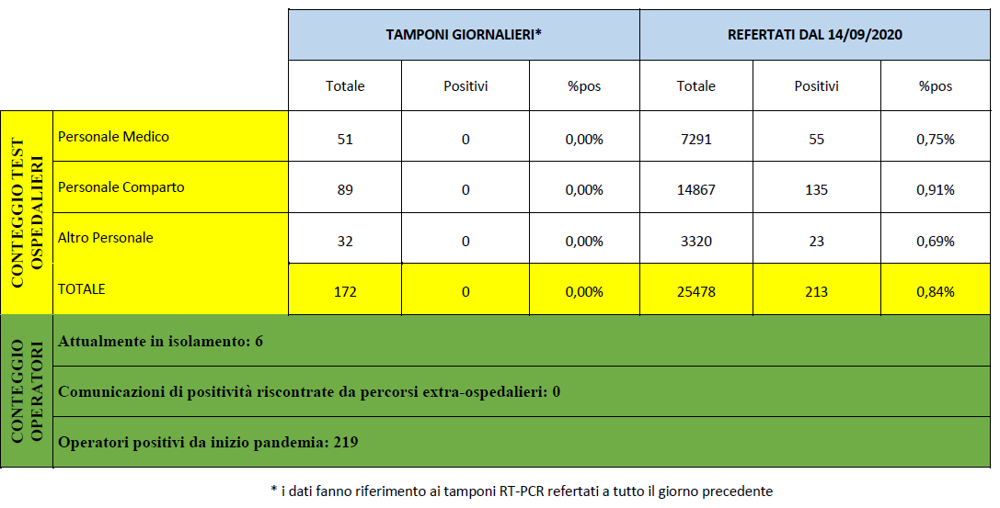 TAMPONI GIORNALIERI* REFERTATI DAL 14/09/2020
Totale Positivi %pos Totale Positivi %pos
CONTEGGIO TEST
OSPEDALIERI
Personale Medico 51 0 0,00% 7291 55 0,75%
Personale Comparto 89 0 0,00% 14867 135 0,91%
Altro Personale 32 0 0,00% 3320 23 0,69%
TOTALE 172 0 0,00% 25478 213 0,84%
CONTEGGIO
OPERATORI
Attualmente in isolamento: 6
Comunicazioni di positività riscontrate da percorsi extra-ospedalieri: 0
Operatori positivi da inizio pandemia: 219
* i dati fanno riferimento ai tamponi RT-PCR refertati a tutto il giorno precedente